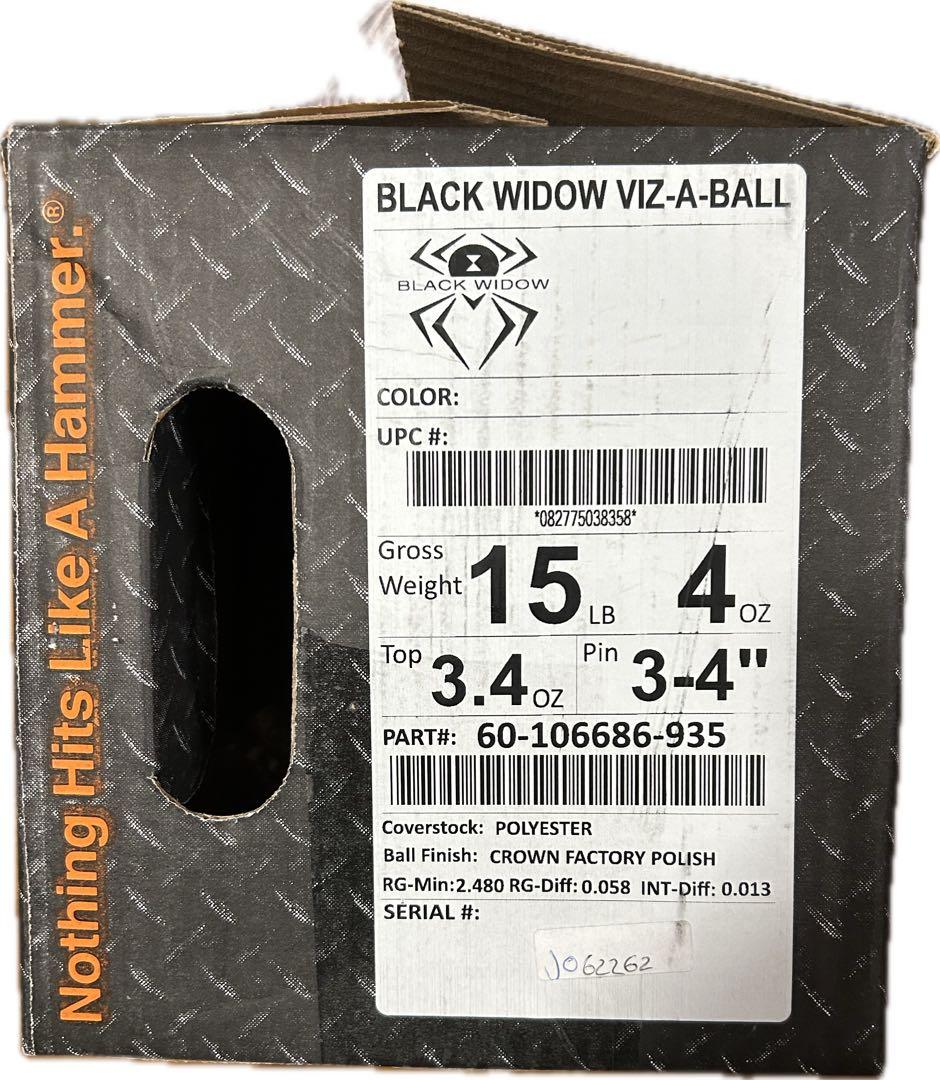 Nothing Hits Like A Hammer.®
BLACK WIDOW VIZ-A-BALL
BLACK WIDOW
COLOR:
UPC #:
*082775038358*
Gross Weight 15 LB 4 OZ
Top 3.4 OZ Pin 3-4"
PART#: 60-106686-935
Coverstock: POLYESTER
Ball Finish: CROWN FACTORY POLISH
RG-Min:2.480 RG-Diff: 0.058 INT-Diff: 0.013
SERIAL #:
J062262